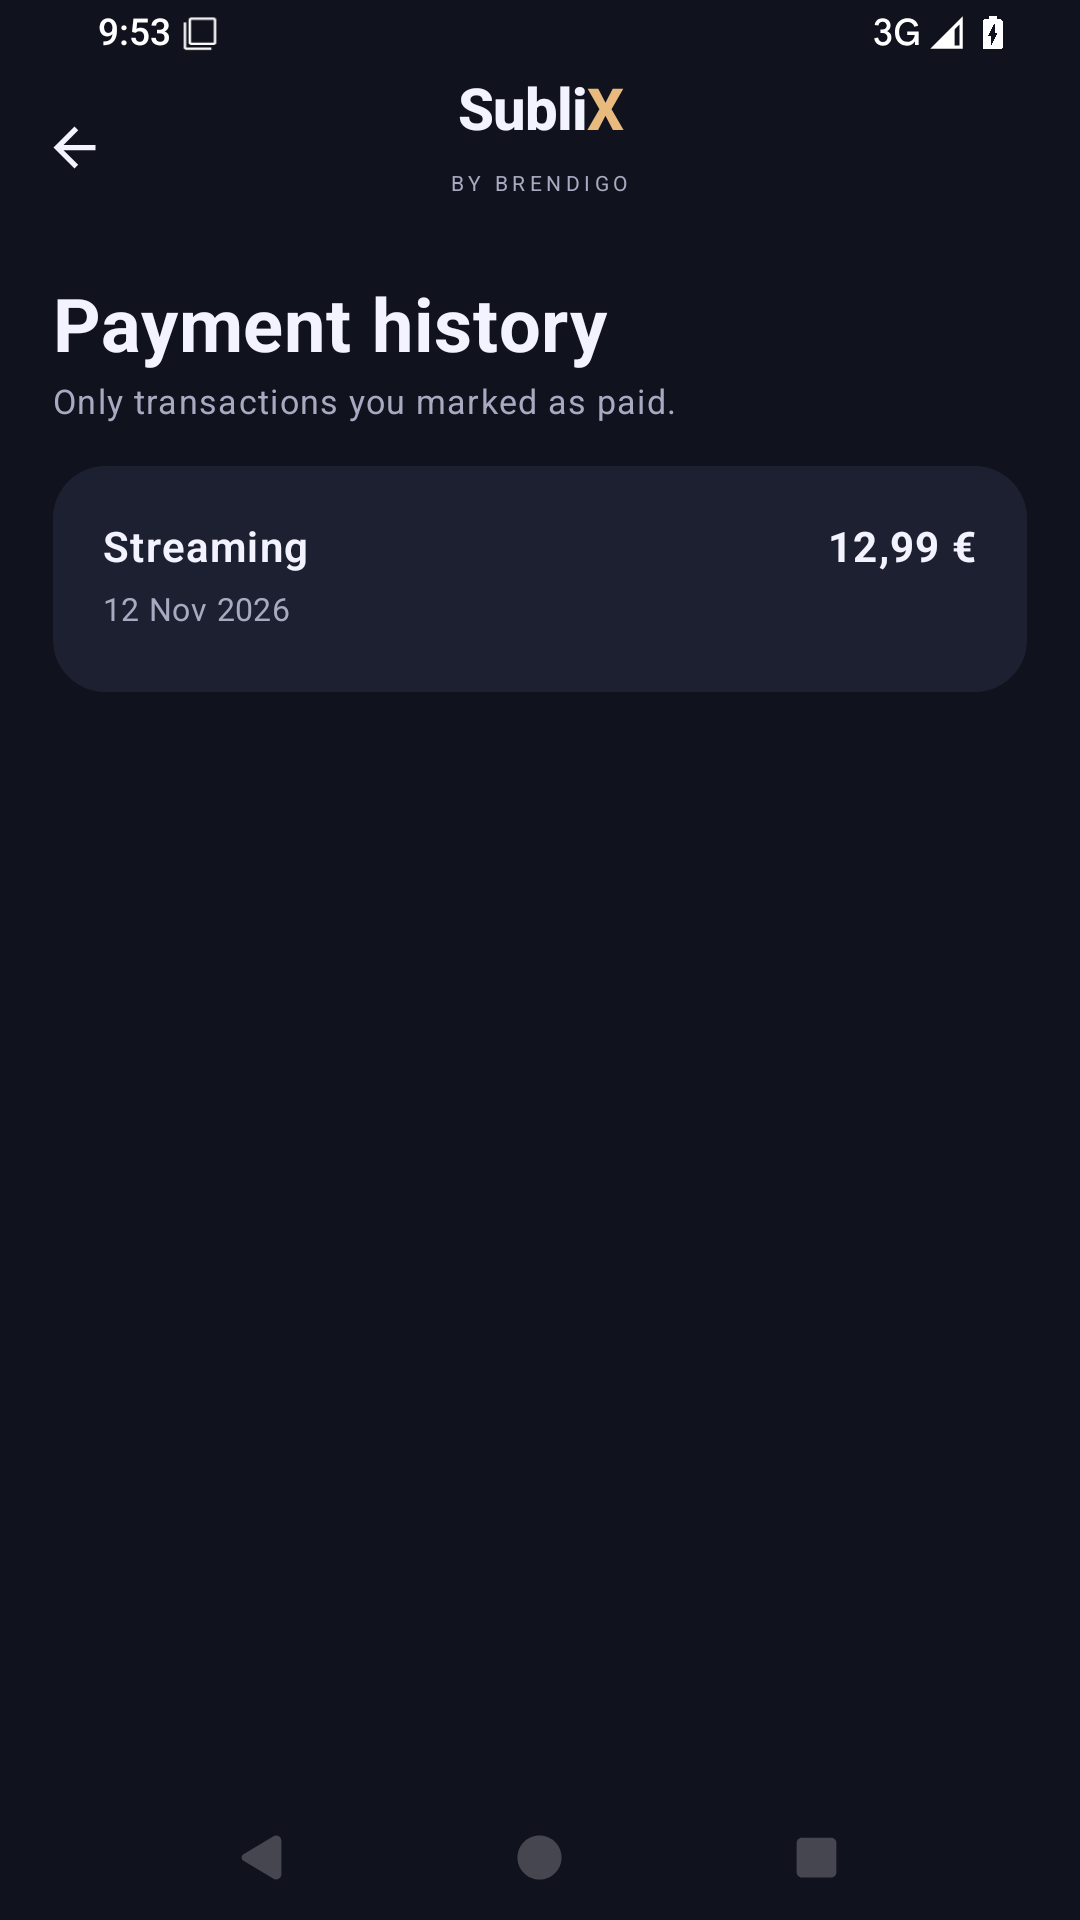 9:53 3G
SubliX
BY BRENDIGO
Payment history
Only transactions you marked as paid.
Streaming 12,99 €
12 Nov 2026